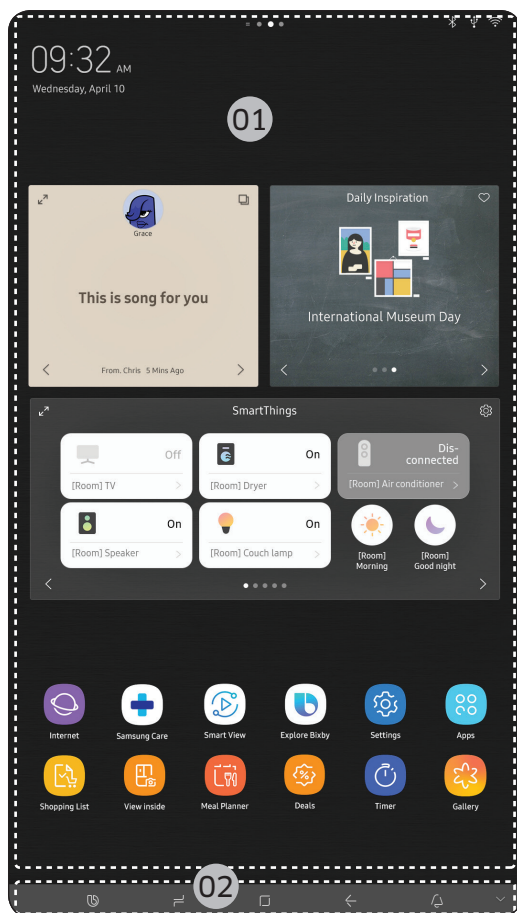 09:32 AM
Wednesday, April 10
01
Grace
This is song for you
From. Chris 5 Mins Ago
Daily Inspiration
International Museum Day
SmartThings
Off
[Room] TV
On
[Room] Dryer
Dis-
connected
[Room] Air conditioner
On
[Room] Speaker
On
[Room] Couch lamp
[Room]
Morning
[Room]
Good night
Internet
Samsung Care
Smart View
Explore Bixby
Settings
Apps
Shopping List
View inside
Meal Planner
Deals
Timer
Gallery
02